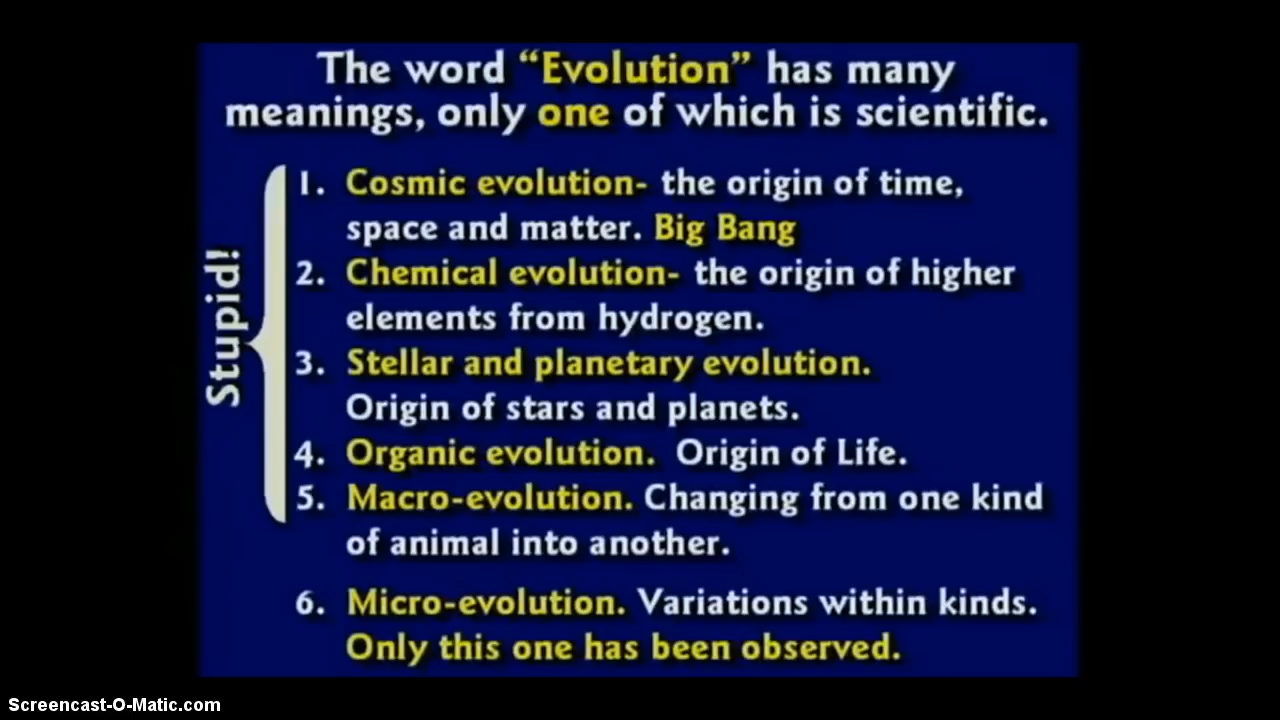 The word “Evolution” has many
meanings, only one of which is scientific.
Stupid!
1. Cosmic evolution- the origin of time,
space and matter. Big Bang
2. Chemical evolution- the origin of higher
elements from hydrogen.
3. Stellar and planetary evolution.
Origin of stars and planets.
4. Organic evolution. Origin of Life.
5. Macro-evolution. Changing from one kind
of animal into another.
6. Micro-evolution. Variations within kinds.
Only this one has been observed.
Screencast-O-Matic.com